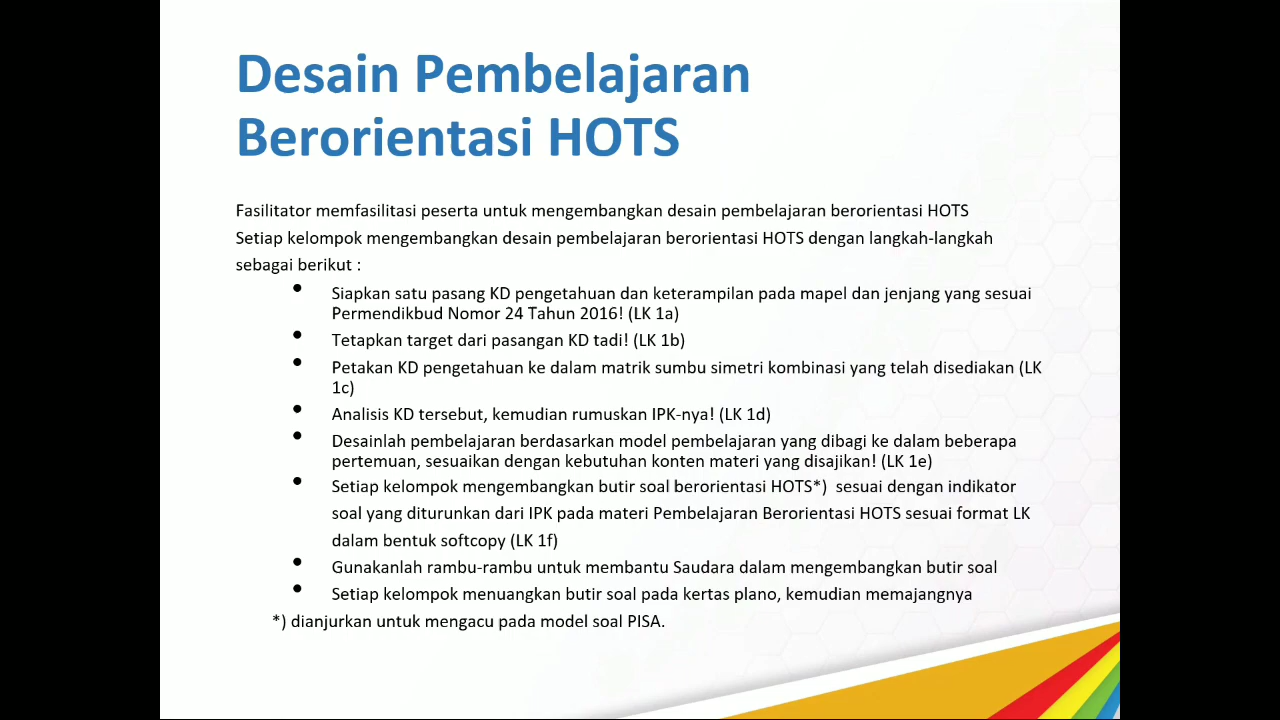 Desain Pembelajaran
Berorientasi HOTS
Fasilitator memfasilitasi peserta untuk mengembangkan desain pembelajaran berorientasi HOTS
Setiap kelompok mengembangkan desain pembelajaran berorientasi HOTS dengan langkah-langkah
sebagai berikut :
• Siapkan satu pasang KD pengetahuan dan keterampilan pada mapel dan jenjang yang sesuai
Permendikbud Nomor 24 Tahun 2016! (LK 1a)
• Tetapkan target dari pasangan KD tadi! (LK 1b)
• Petakan KD pengetahuan ke dalam matrik sumbu simetri kombinasi yang telah disediakan (LK
1c)
• Analisis KD tersebut, kemudian rumuskan IPK-nya! (LK 1d)
• Desainlah pembelajaran berdasarkan model pembelajaran yang dibagi ke dalam beberapa
pertemuan, sesuaikan dengan kebutuhan konten materi yang disajikan! (LK 1e)
• Setiap kelompok mengembangkan butir soal berorientasi HOTS*) sesuai dengan indikator
soal yang diturunkan dari IPK pada materi Pembelajaran Berorientasi HOTS sesuai format LK
dalam bentuk softcopy (LK 1f)
• Gunakanlah rambu-rambu untuk membantu Saudara dalam mengembangkan butir soal
• Setiap kelompok menuangkan butir soal pada kertas plano, kemudian memajangnya
*) dianjurkan untuk mengacu pada model soal PISA.